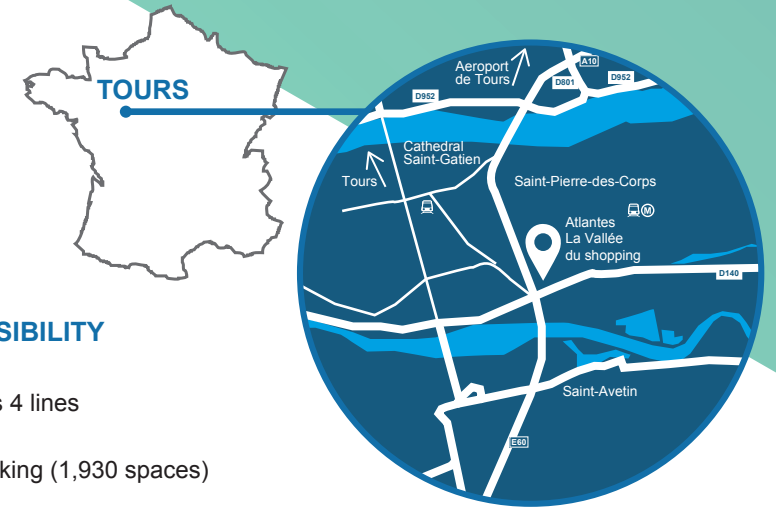 TOURS
Aeroport
de Tours
A10
D801
D952
D952
Cathedral
Saint-Gatien
Tours
Saint-Pierre-des-Corps
M
Atlantes
La Vallée
du shopping
D140
Saint-Avetin
E60
SIBILITY
s 4 lines
king (1,930 spaces)